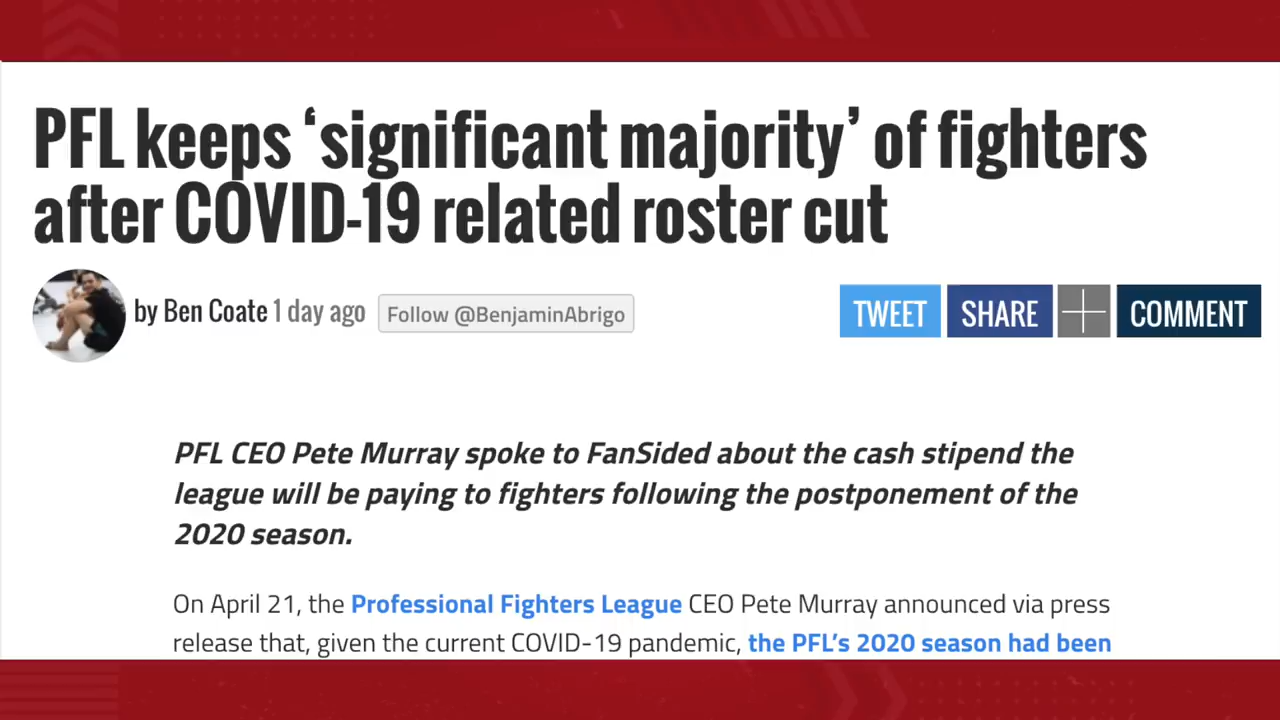 PFL keeps ‘significant majority’ of fighters
after COVID-19 related roster cut
by Ben Coate 1 day ago
Follow @BenjaminAbrigo
TWEET
SHARE
COMMENT
PFL CEO Pete Murray spoke to FanSided about the cash stipend the
league will be paying to fighters following the postponement of the
2020 season.
On April 21, the Professional Fighters League CEO Pete Murray announced via press
release that, given the current COVID-19 pandemic, the PFL’s 2020 season had been